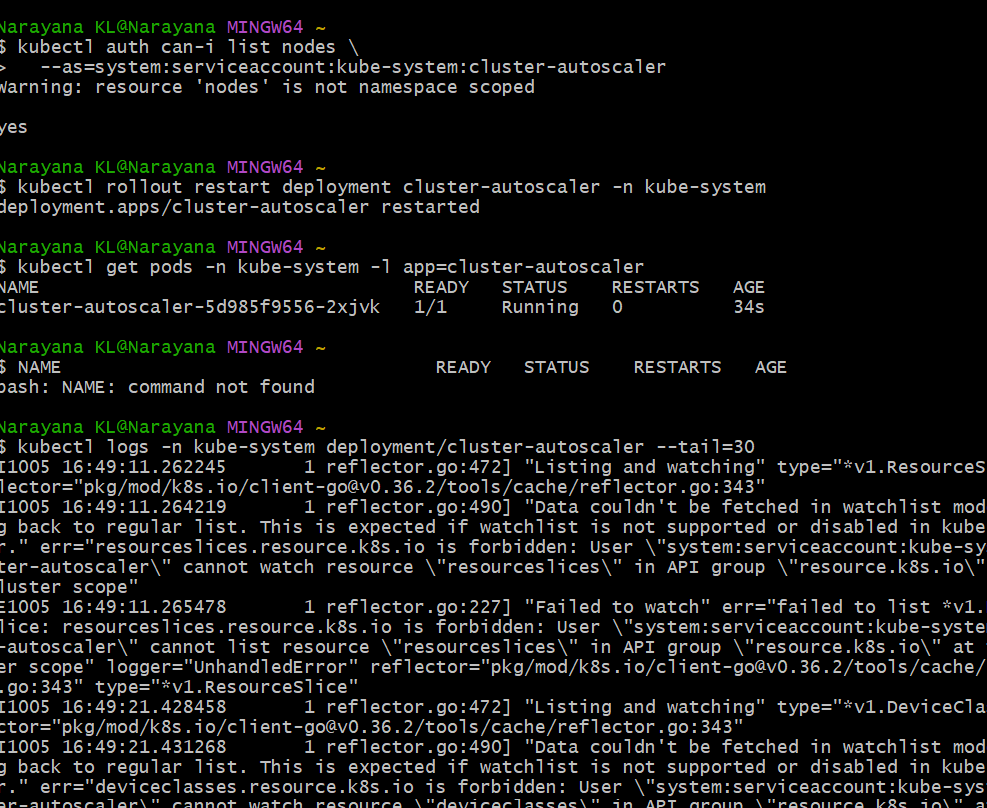 Narayana KL@Narayana MINGW64 ~
$ kubectl auth can-i list nodes \
>   --as=system:serviceaccount:kube-system:cluster-autoscaler
Warning: resource 'nodes' is not namespace scoped
yes
Narayana KL@Narayana MINGW64 ~
$ kubectl rollout restart deployment cluster-autoscaler -n kube-system
deployment.apps/cluster-autoscaler restarted
Narayana KL@Narayana MINGW64 ~
$ kubectl get pods -n kube-system -l app=cluster-autoscaler
NAME                                  READY   STATUS    RESTARTS   AGE
cluster-autoscaler-5d985f9556-2xjvk   1/1     Running   0          34s
Narayana KL@Narayana MINGW64 ~
$ NAME                                  READY   STATUS    RESTARTS   AGE
bash: NAME: command not found
Narayana KL@Narayana MINGW64 ~
$ kubectl logs -n kube-system deployment/cluster-autoscaler --tail=30
I1005 16:49:11.262245       1 reflector.go:472] "Listing and watching" type="*v1.ResourceS
lector="pkg/mod/k8s.io/client-go@v0.36.2/tools/cache/reflector.go:343"
I1005 16:49:11.264219       1 reflector.go:490] "Data couldn't be fetched in watchlist mod
g back to regular list. This is expected if watchlist is not supported or disabled in kube
r." err="resourceslices.resource.k8s.io is forbidden: User \"system:serviceaccount:kube-sy
ter-autoscaler\" cannot watch resource \"resourceslices\" in API group \"resource.k8s.io\"
luster scope"
E1005 16:49:11.265478       1 reflector.go:227] "Failed to watch" err="failed to list *v1.
lice: resourceslices.resource.k8s.io is forbidden: User \"system:serviceaccount:kube-syste
-autoscaler\" cannot list resource \"resourceslices\" in API group \"resource.k8s.io\" at
er scope" logger="UnhandledError" reflector="pkg/mod/k8s.io/client-go@v0.36.2/tools/cache/
.go:343" type="*v1.ResourceSlice"
I1005 16:49:21.428458       1 reflector.go:472] "Listing and watching" type="*v1.DeviceCla
ctor="pkg/mod/k8s.io/client-go@v0.36.2/tools/cache/reflector.go:343"
I1005 16:49:21.431268       1 reflector.go:490] "Data couldn't be fetched in watchlist mod
g back to regular list. This is expected if watchlist is not supported or disabled in kube
r." err="deviceclasses.resource.k8s.io is forbidden: User \"system:serviceaccount:kube-sys
er-autoscaler\" cannot watch resource \"deviceclasses\" in API group \"resource.k8s.io\" a